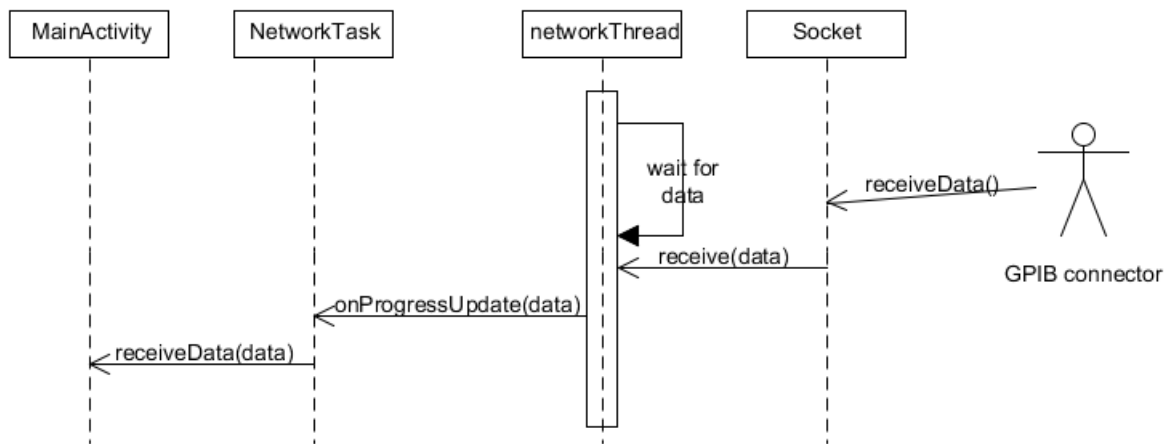 MainActivity
NetworkTask
networkThread
Socket
wait for
data
receiveData()
receive(data)
GPIB connector
onProgressUpdate(data)
receiveData(data)